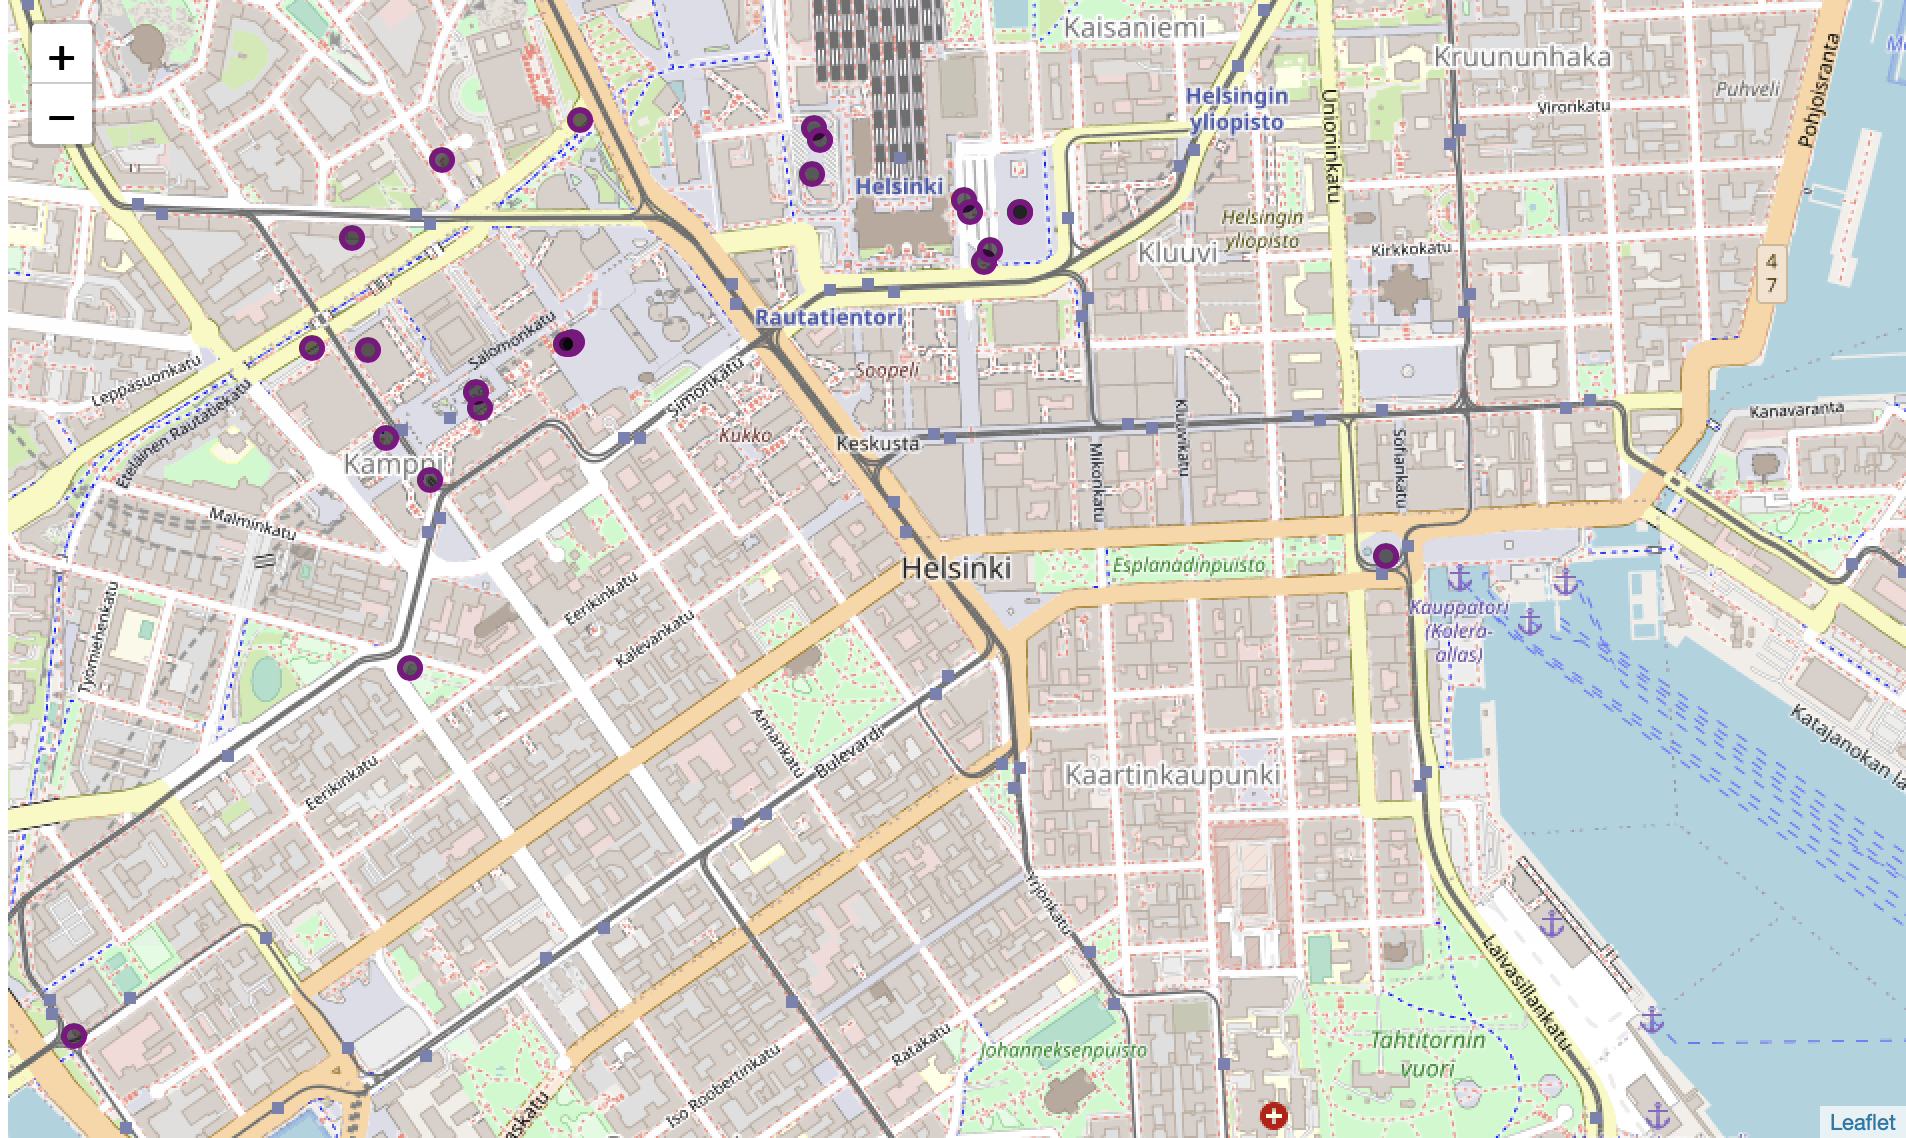 +
−
Kaisaniemi
Kruununhaka
Puhveli
Pohjoisranta
Helsingin
yliopisto
Unioninkatu
Vironkatu
Helsinki
Helsingin
yliopisto
Kluuvi
Kirkkokatu
4
7
Rautatientori
Salomonkatu
Leppäsuonkatu
Eteläinen Rautatiekatu
Simonkatu
Soopeli
Kukko
Keskusta
Kluuvikatu
Mikonkatu
Sofiankatu
Kanavaranta
Kamppi
Malminkatu
Helsinki
Esplanadinpuisto
Kauppatori
(Kolera-
allas)
Eerikinkatu
Kalevankatu
Työmiehenkatu
Annankatu
Bulevardi
Eerikinkatu
Kaartinkaupunki
Katajanokan la
Yrjönkatu
Laivasillankatu
Ratakatu
Johanneksenpuisto
Tähtitornin
vuori
Iso Roobertinkatu
askatu
Leaflet